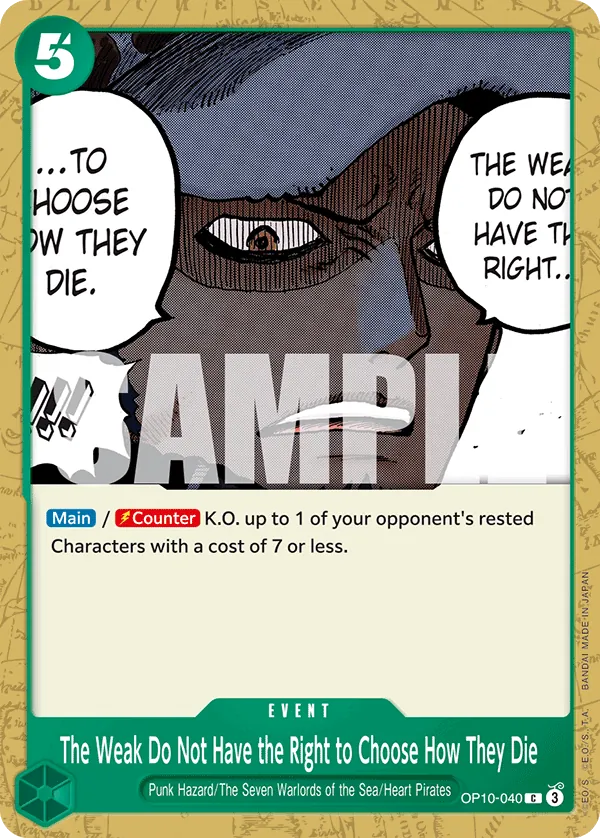 5
...TO
HOOSE
OW THEY
DIE.
THE WEA
DO NOT
HAVE TH
RIGHT..
!!!
SAMPLE
Main / Counter K.O. up to 1 of your opponent's rested
Characters with a cost of 7 or less.
EVENT
The Weak Do Not Have the Right to Choose How They Die
Punk Hazard/The Seven Warlords of the Sea/Heart Pirates
OP10-040 C 3
©E.O./S. ©E.O./S.,T.A. BANDAI MADE IN JAPAN